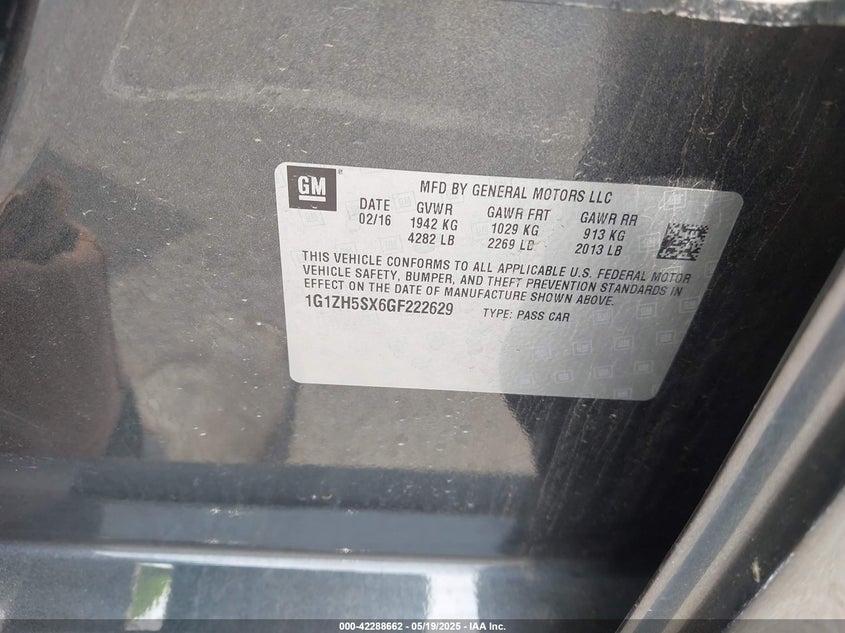 GM
MFD BY GENERAL MOTORS LLC
DATE GVWR GAWR FRT GAWR RR
02/16 1942 KG 1029 KG 913 KG
4282 LB 2269 LB 2013 LB
THIS VEHICLE CONFORMS TO ALL APPLICABLE U.S. FEDERAL MOTOR
VEHICLE SAFETY, BUMPER, AND THEFT PREVENTION STANDARDS IN
EFFECT ON THE DATE OF MANUFACTURE SHOWN ABOVE.
1G1ZH5SX6GF222629 TYPE: PASS CAR
000-42288662 - 05/19/2025 - IAA Inc.